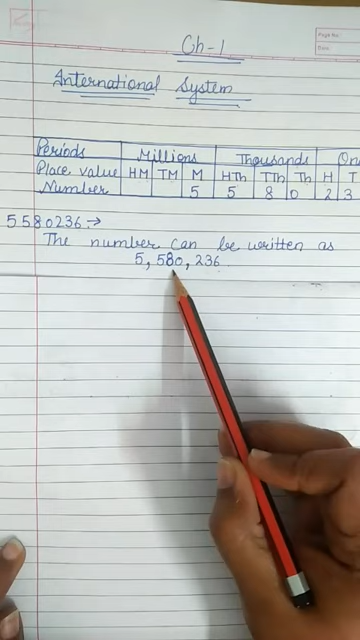 Page No.
Date:
Ch-1
International System
Periods Millions Thousands
Place value HM TM M HTh TTh Th H T
Number 5 5 8 0 2 3
5580236 →
The number can be written as
5, 580, 236